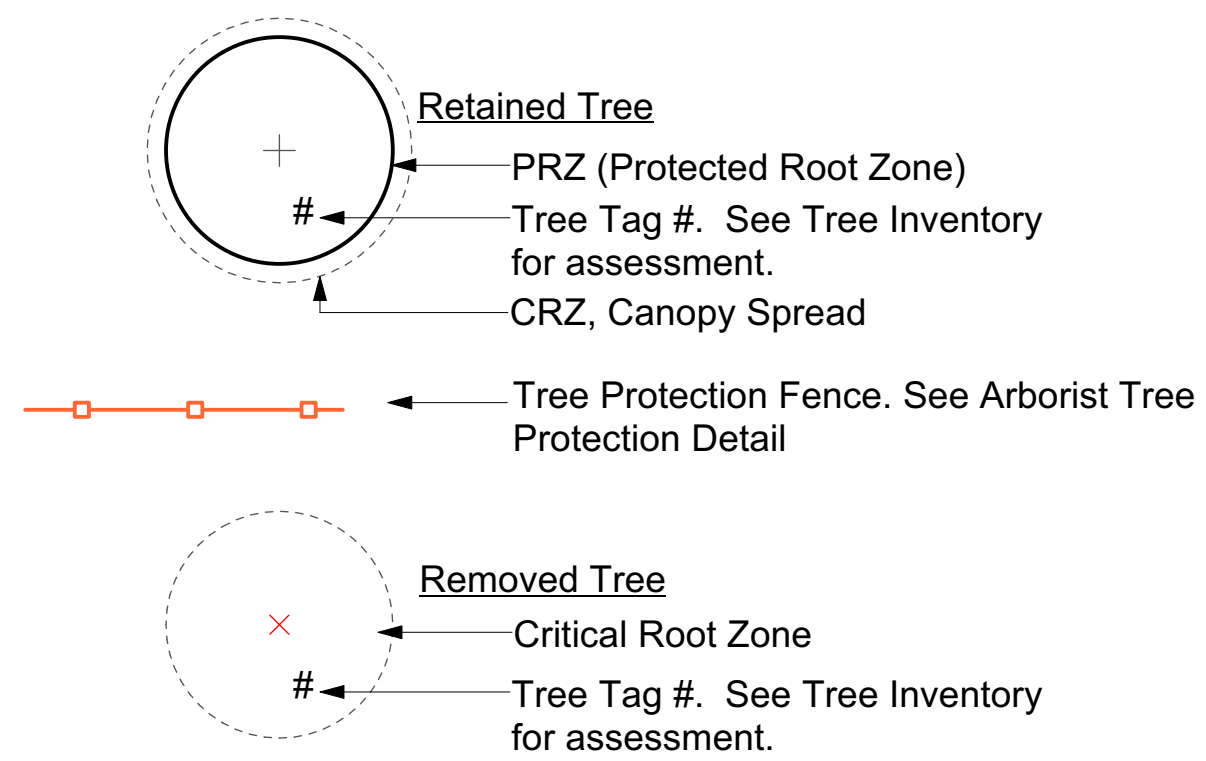 Retained Tree
PRZ (Protected Root Zone)
#
Tree Tag #.  See Tree Inventory
for assessment.
CRZ, Canopy Spread
Tree Protection Fence. See Arborist Tree
Protection Detail
Removed Tree
Critical Root Zone
#
Tree Tag #.  See Tree Inventory
for assessment.